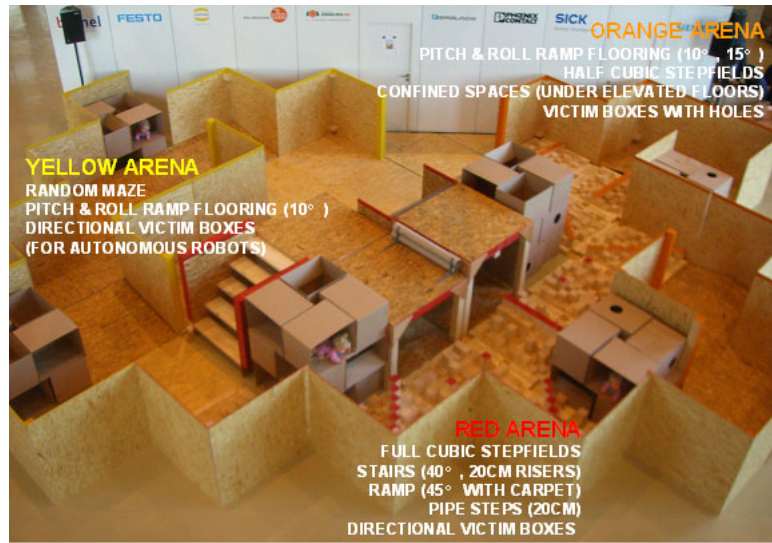 FESTO
SICK
PHOENIX
CONTACT
ORANGE ARENA
PITCH & ROLL RAMP FLOORING (10° , 15° )
HALF CUBIC STEPFIELDS
CONFINED SPACES (UNDER ELEVATED FLOORS)
VICTIM BOXES WITH HOLES
YELLOW ARENA
RANDOM MAZE
PITCH & ROLL RAMP FLOORING (10° )
DIRECTIONAL VICTIM BOXES
(FOR AUTONOMOUS ROBOTS)
RED ARENA
FULL CUBIC STEPFIELDS
STAIRS (40° , 20CM RISERS)
RAMP (45° WITH CARPET)
PIPE STEPS (20CM)
DIRECTIONAL VICTIM BOXES